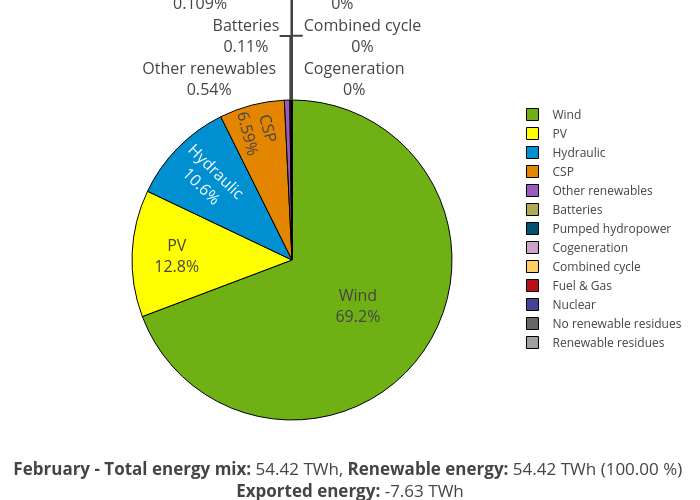 0.109%
0%
Batteries
0.11%
Combined cycle
0%
Other renewables
0.54%
Cogeneration
0%
CSP
6.59%
Hydraulic
10.6%
PV
12.8%
Wind
69.2%
Wind
PV
Hydraulic
CSP
Other renewables
Batteries
Pumped hydropower
Cogeneration
Combined cycle
Fuel & Gas
Nuclear
No renewable residues
Renewable residues
February - Total energy mix: 54.42 TWh, Renewable energy: 54.42 TWh (100.00 %)
Exported energy: -7.63 TWh